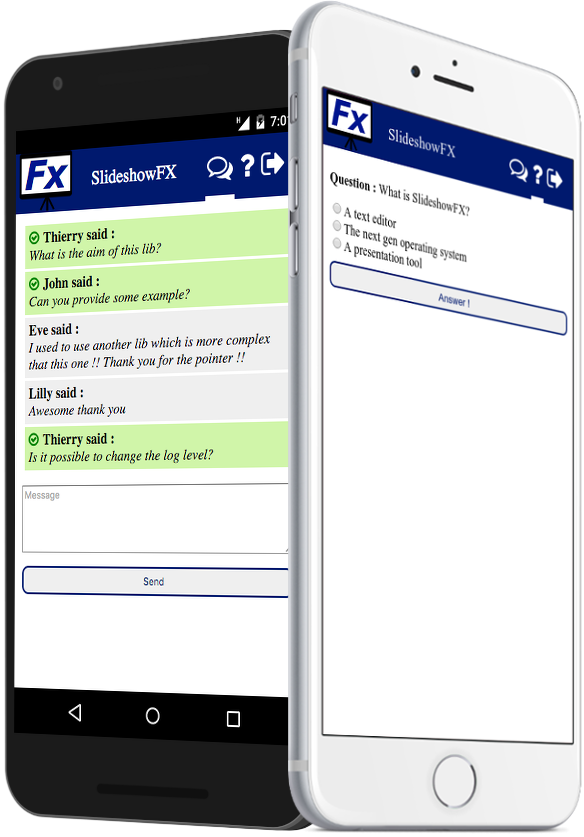 H 7:01
Fx SlideshowFX ?
Thierry said :
What is the aim of this lib?
John said :
Can you provide some example?
Eve said :
I used to use another lib which is more complex
that this one !! Thank you for the pointer !!
Lilly said :
Awesome thank you
Thierry said :
Is it possible to change the log level?
Message
Send
Fx SlideshowFX ?
Question : What is SlideshowFX?
A text editor
The next gen operating system
A presentation tool
Answer !